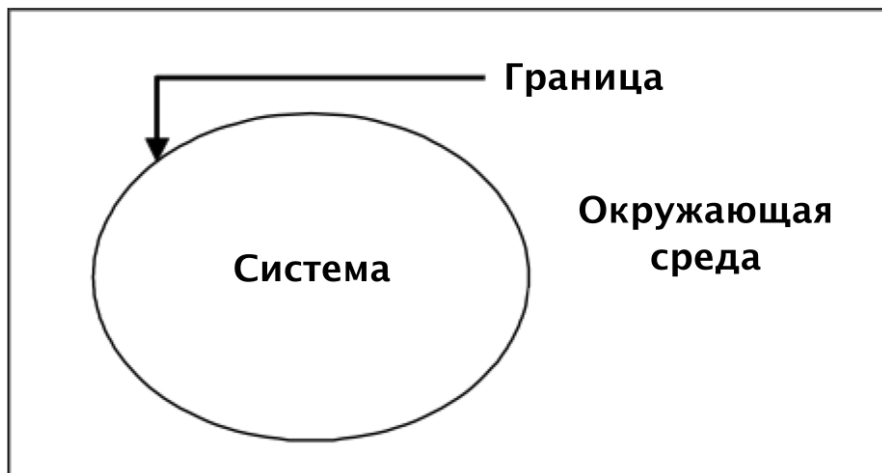 Граница
Окружающая
среда
Система